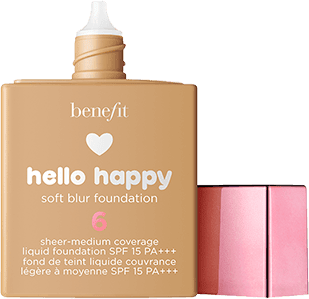 benefit
hello happy
soft blur foundation
6
sheer-medium coverage
liquid foundation SPF 15 PA+++
fond de teint liquide couvrance
légère à moyenne SPF 15 PA+++